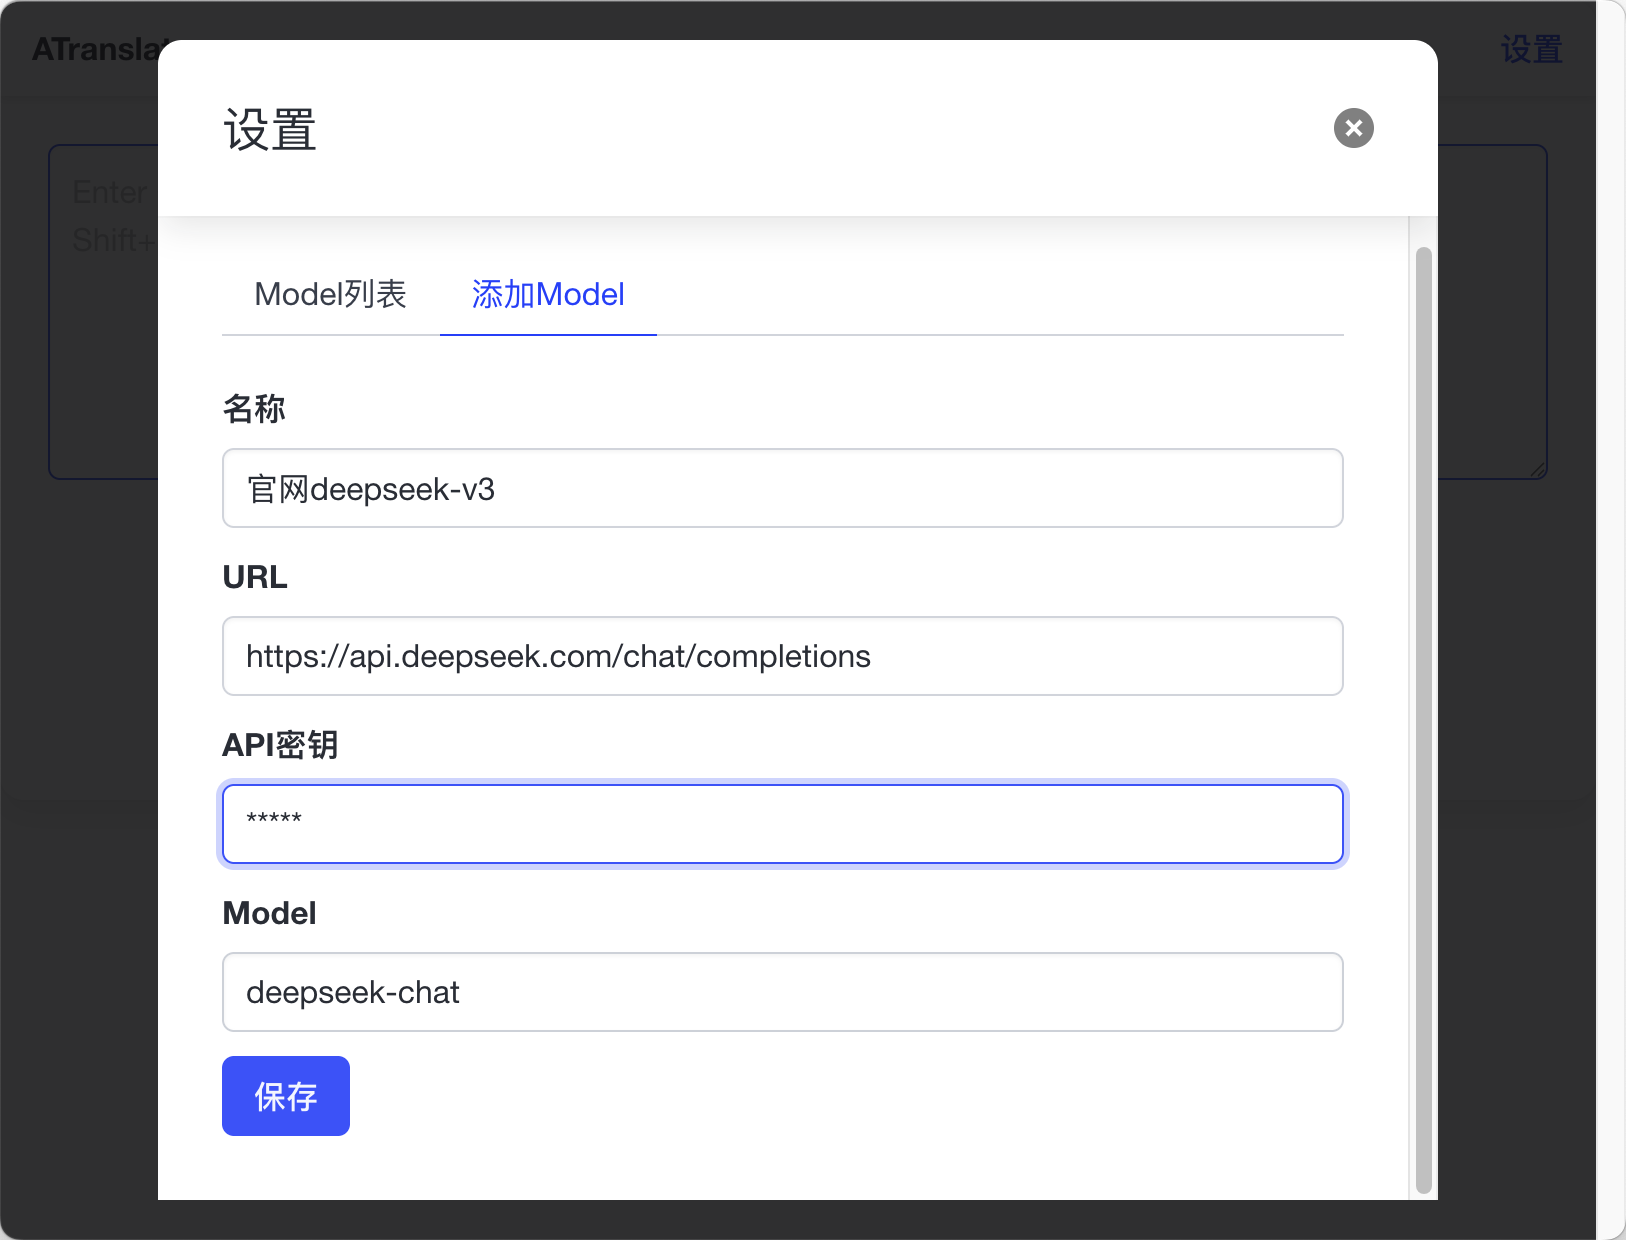 ATranslat
设置
Enter
Shift+
设置
Model列表
添加Model
名称
官网deepseek-v3
URL
https://api.deepseek.com/chat/completions
API密钥
*****
Model
deepseek-chat
保存